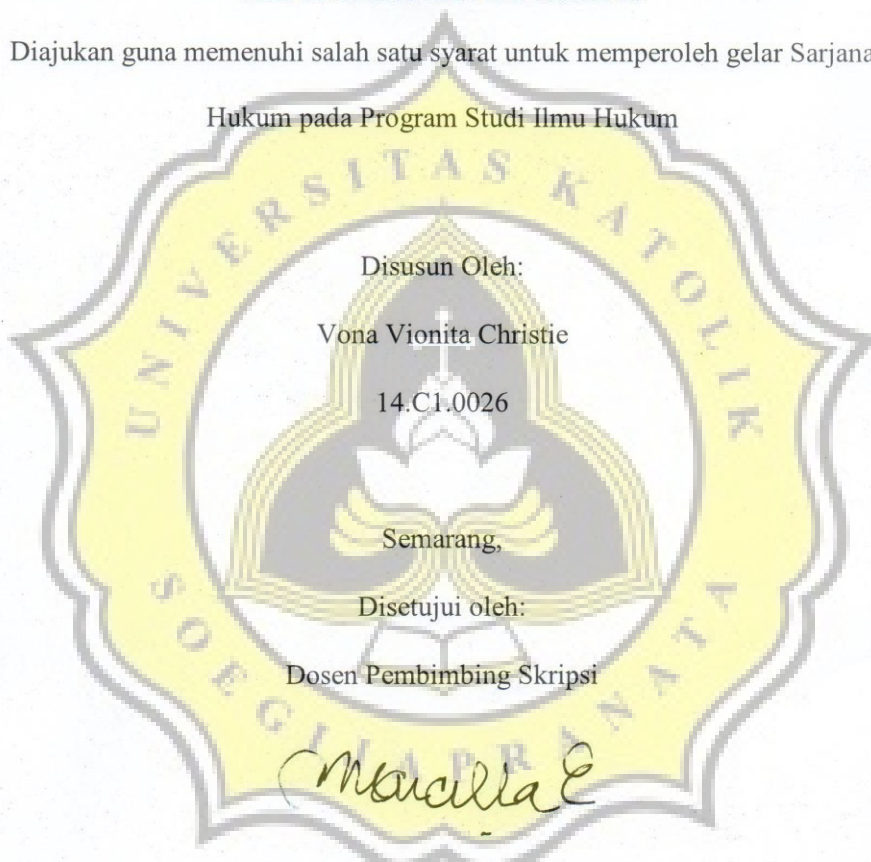 Diajukan guna memenuhi salah satu syarat untuk memperoleh gelar Sarjana
Hukum pada Program Studi Ilmu Hukum
UNIVERSITAS KATOLIK
Disusun Oleh:
Vona Vionita Christie
14.C1.0026
Semarang,
Disetujui oleh:
Dosen Pembimbing Skripsi
SOEGIJAPRANATA